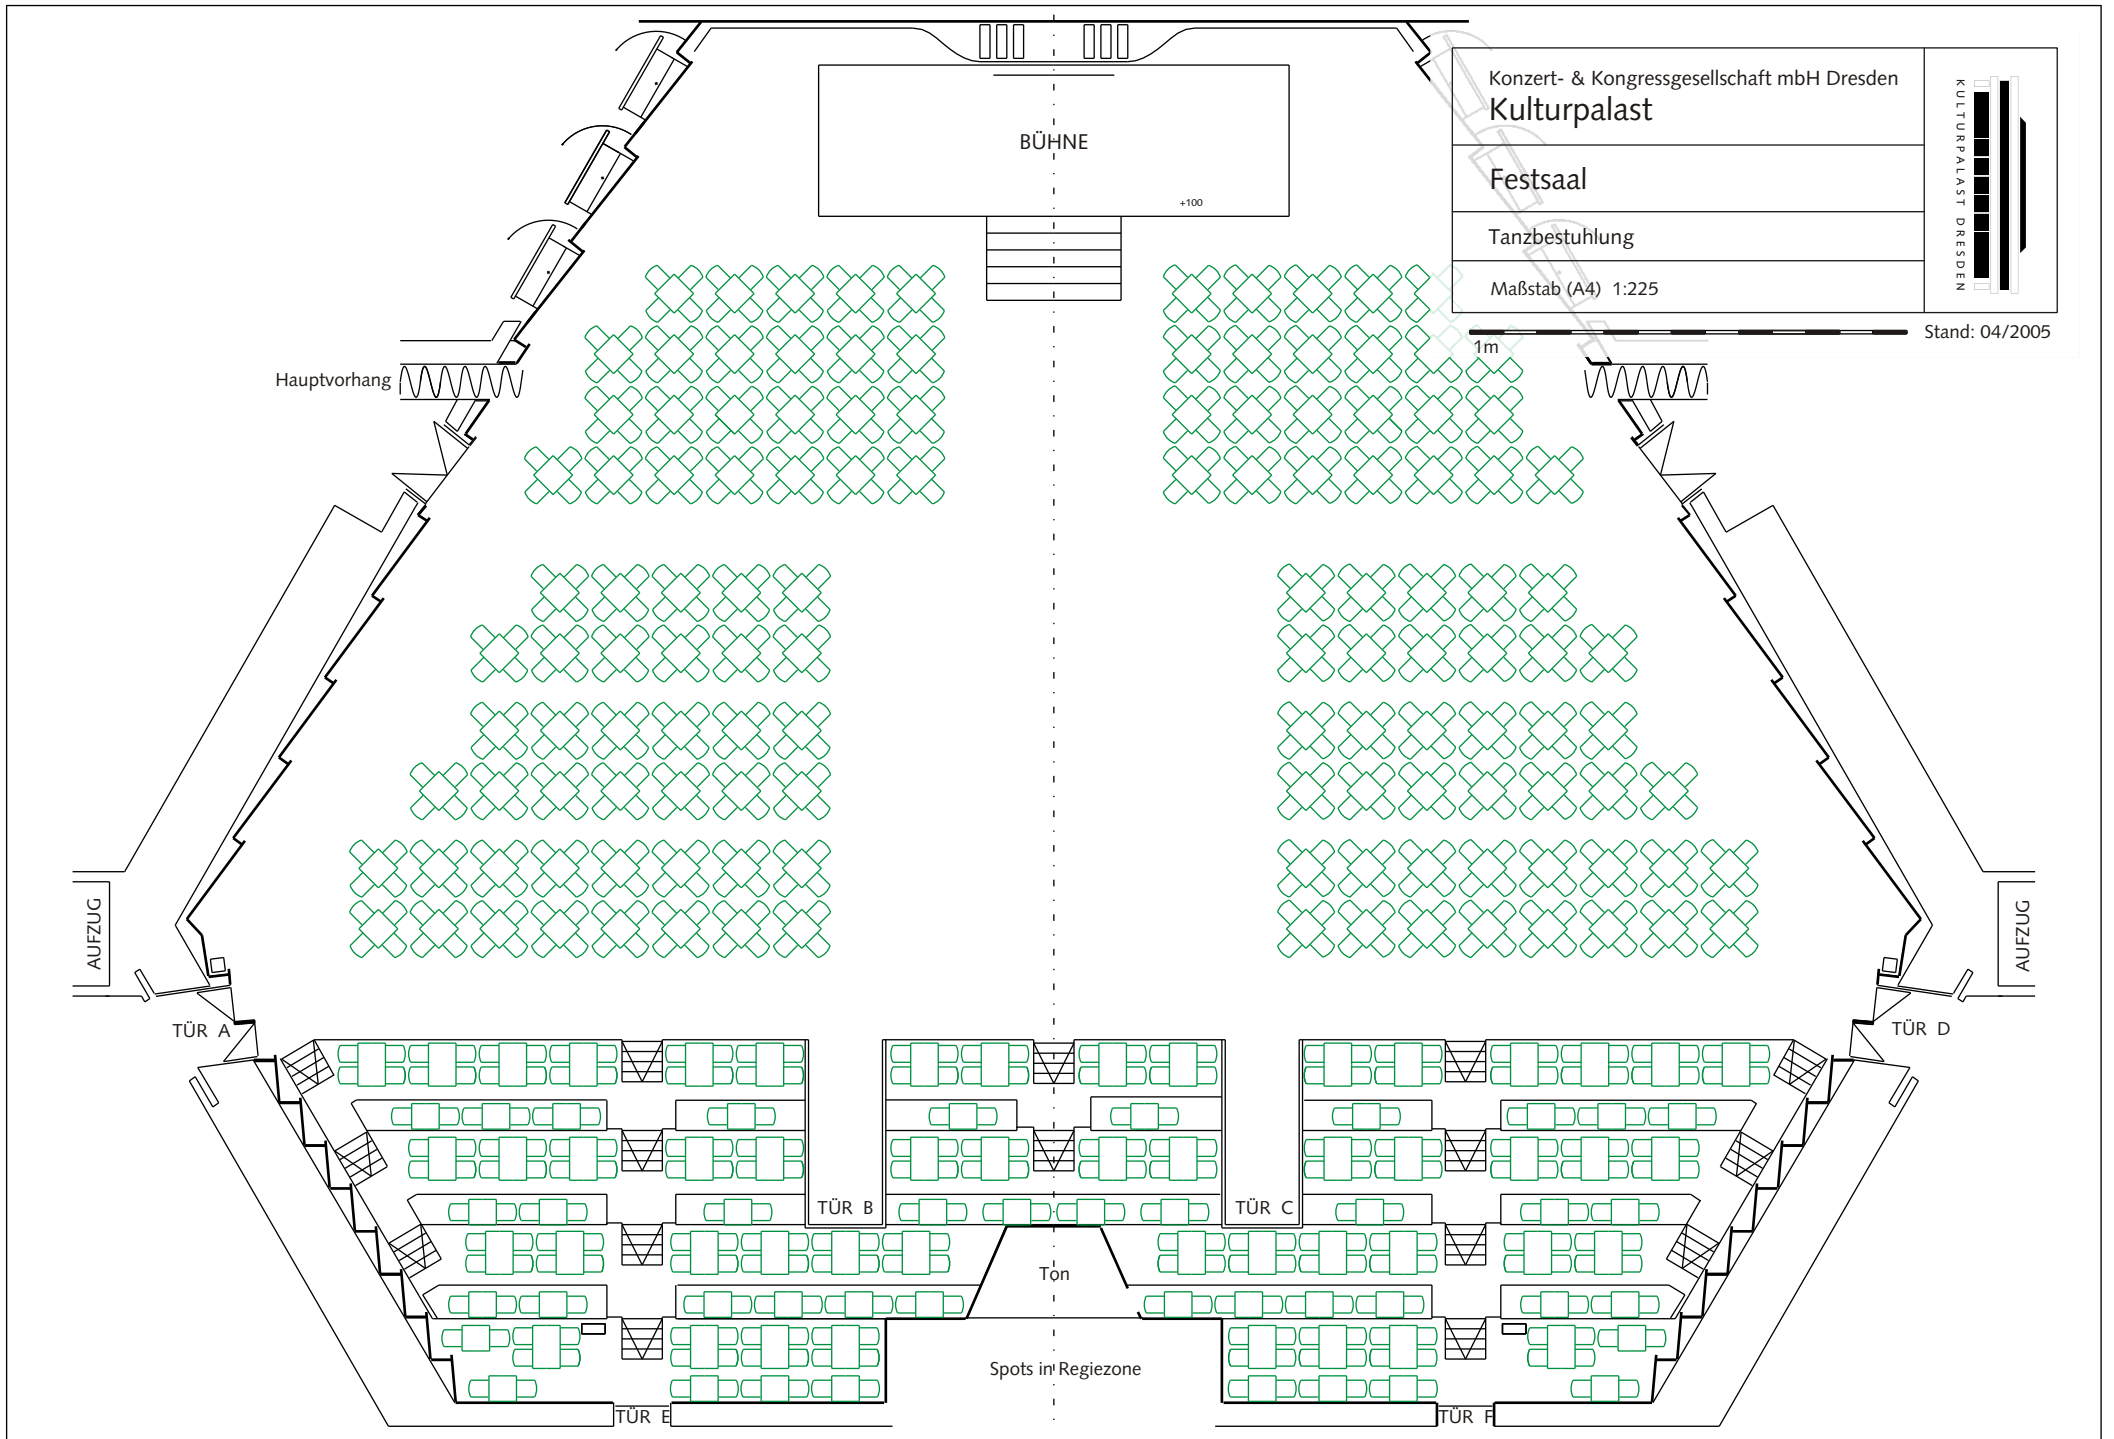 Konzert- & Kongressgesellschaft mbH Dresden
Kulturpalast
Festsaal
Tanzbestuhlung
Maßstab (A4) 1:225
KULTURPALAST DRESDEN
1m
Stand: 04/2005
BÜHNE
+100
Hauptvorhang
AUFZUG
AUFZUG
TÜR A
TÜR D
TÜR B
TÜR C
Ton
Spots in Regiezone
TÜR E
TÜR F